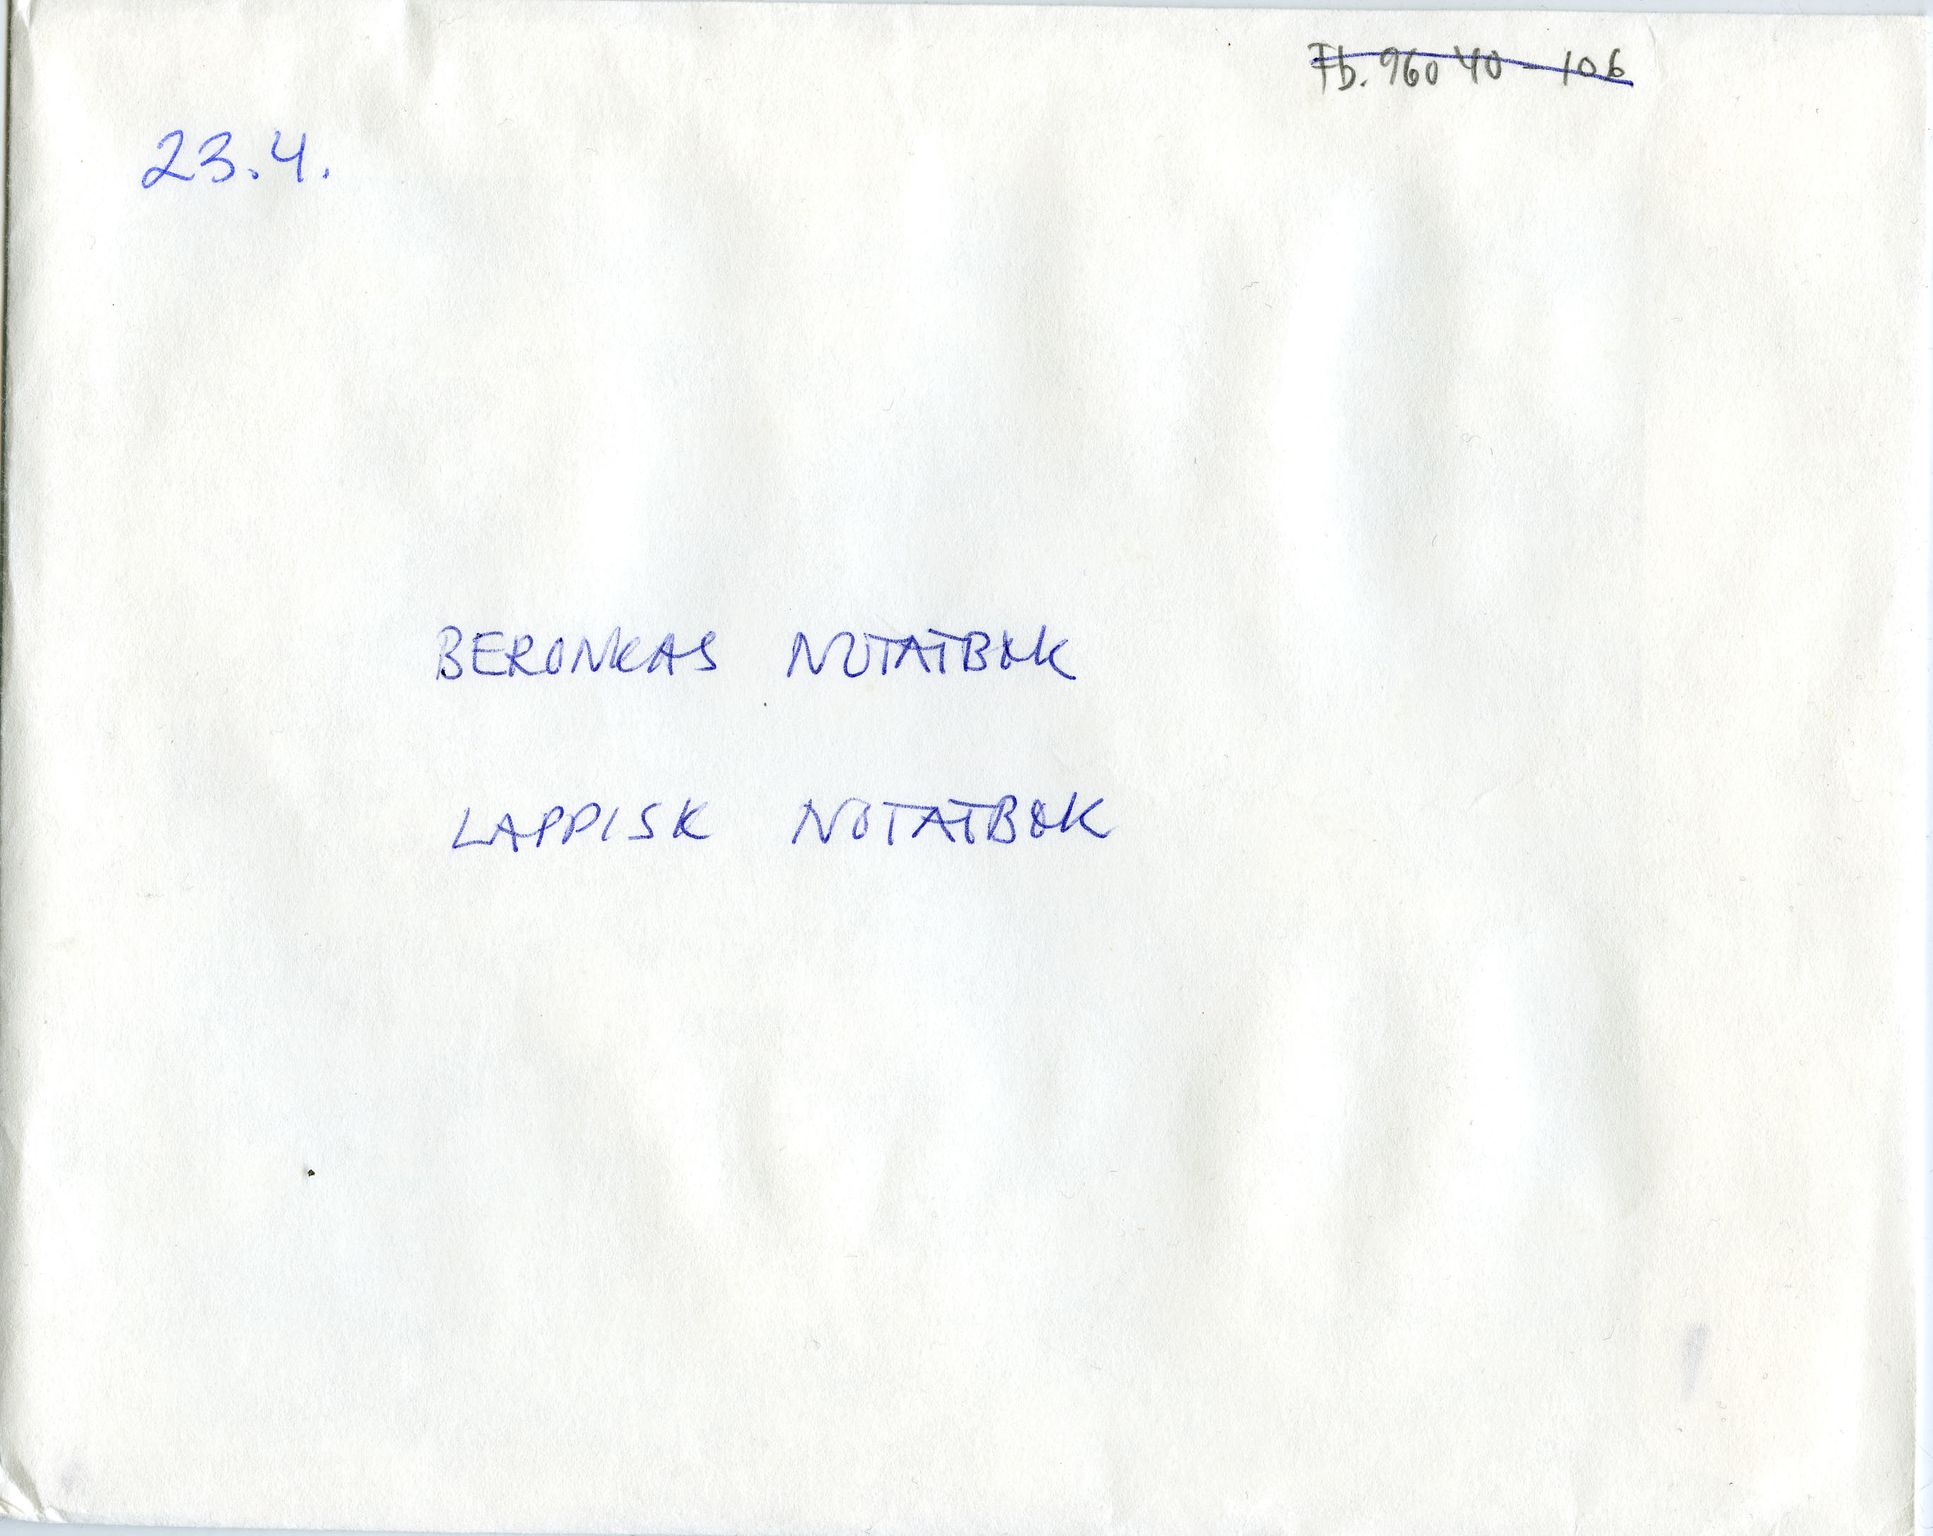 Fb. 960 40 - 106
23.4.
BERONKAS NOTATBOK
LAPPISK NOTATBOK